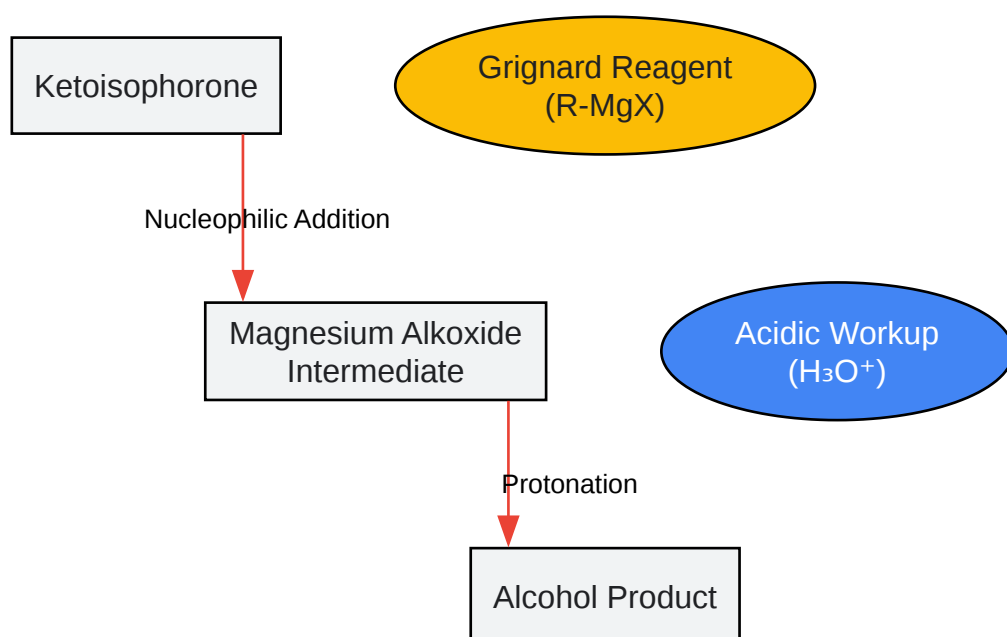 Ketoisophorone
Grignard Reagent
(R-MgX)
Nucleophilic Addition
Magnesium Alkoxide
Intermediate
Acidic Workup
(H₃O⁺)
Protonation
Alcohol Product